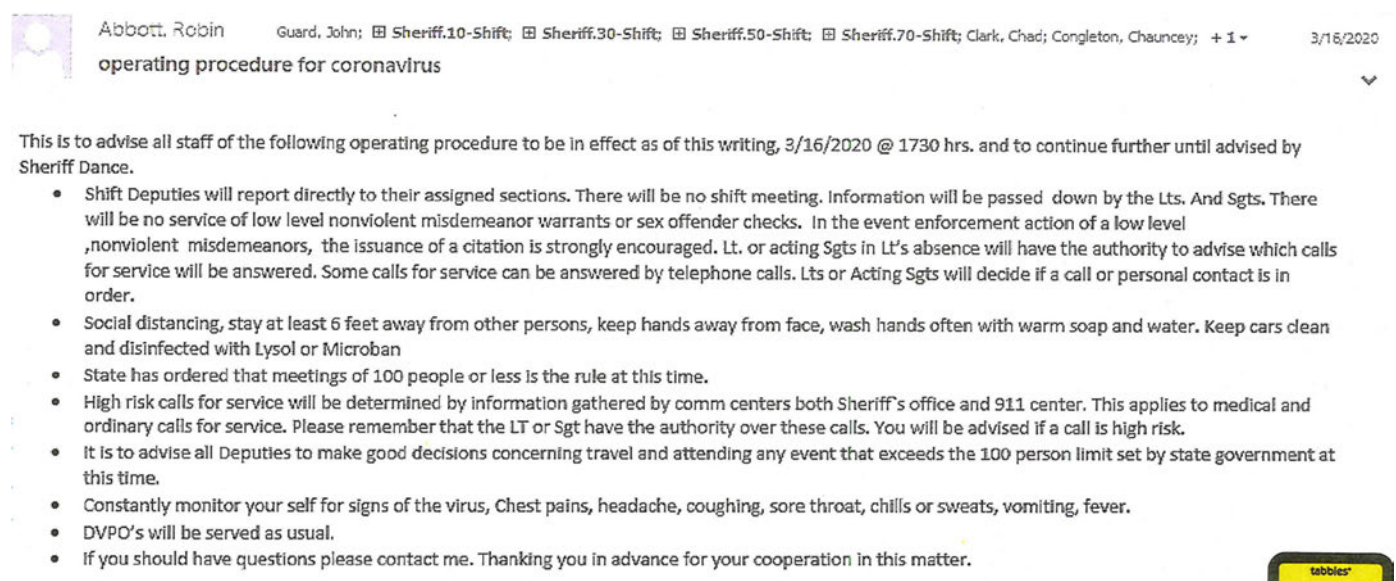 Abbott, Robin Guard, John; Sheriff.10-Shift; Sheriff.30-Shift; Sheriff.50-Shift; Sheriff.70-Shift; Clark, Chad; Congleton, Chauncey; + 1 3/16/2020
operating procedure for coronavirus
This is to advise all staff of the following operating procedure to be in effect as of this writing, 3/16/2020 @ 1730 hrs. and to continue further until advised by
Sheriff Dance.
• Shift Deputies will report directly to their assigned sections. There will be no shift meeting. Information will be passed down by the Lts. And Sgts. There
will be no service of low level nonviolent misdemeanor warrants or sex offender checks. In the event enforcement action of a low level
,nonviolent misdemeanors, the issuance of a citation is strongly encouraged. Lt. or acting Sgts in Lt's absence will have the authority to advise which calls
for service will be answered. Some calls for service can be answered by telephone calls. Lts or Acting Sgts will decide if a call or personal contact is in
order.
• Social distancing, stay at least 6 feet away from other persons, keep hands away from face, wash hands often with warm soap and water. Keep cars clean
and disinfected with Lysol or Microban
• State has ordered that meetings of 100 people or less is the rule at this time.
• High risk calls for service will be determined by information gathered by comm centers both Sheriff's office and 911 center. This applies to medical and
ordinary calls for service. Please remember that the LT or Sgt have the authority over these calls. You will be advised if a call is high risk.
• It is to advise all Deputies to make good decisions concerning travel and attending any event that exceeds the 100 person limit set by state government at
this time.
• Constantly monitor your self for signs of the virus, Chest pains, headache, coughing, sore throat, chills or sweats, vomiting, fever.
• DVPO's will be served as usual.
• If you should have questions please contact me. Thanking you in advance for your cooperation in this matter.
tabbies